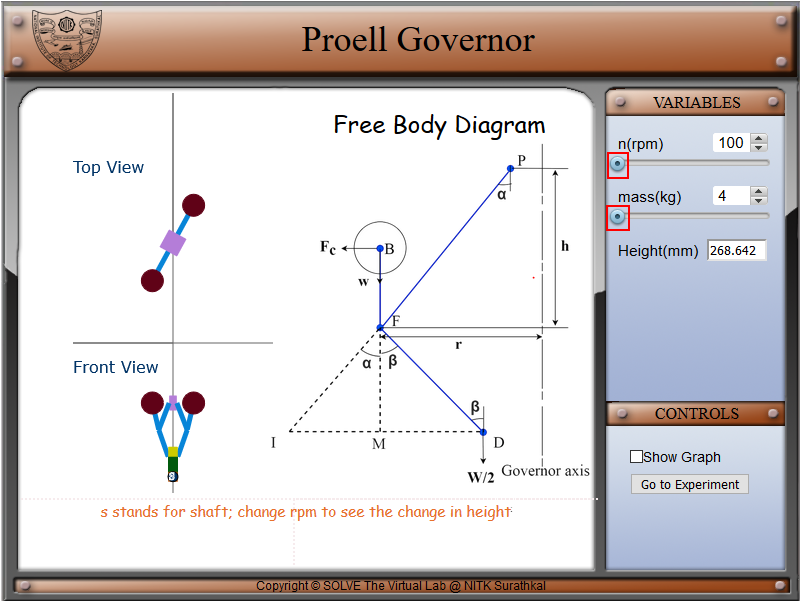 Proell Governor
Free Body Diagram
Top View
P
α
Fc
B
w
h
F
r
α
β
Front View
β
I
M
D
W/2
Governor axis
s
s stands for shaft; change rpm to see the change in height
VARIABLES
n(rpm)
100
mass(kg)
4
Height(mm)
268.642
CONTROLS
Show Graph
Go to Experiment
Copyright © SOLVE The Virtual Lab @ NITK Surathkal